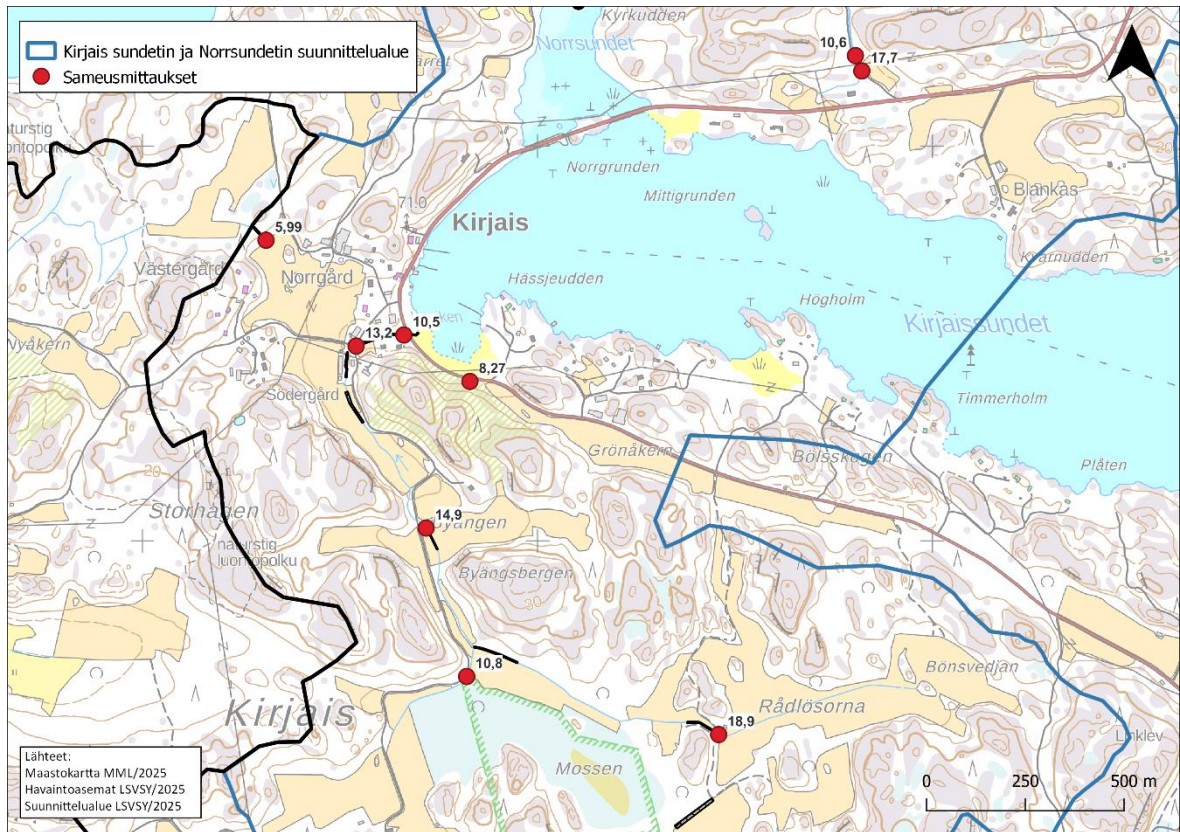 Kirjais sundetin ja Norrsundetin suunnittelualue
Sameusmittaukset
Kyrkudden
Norrsundet
10,6
17,7
Norrgrunden
Mittigrunden
Blankas
71.0
Kirjais
5,99
Västergård
Norrgård
Hässjeudden
Högholm
Kvarnudden
Kirjaissundet
Nyåkern
13,2
10,5
8,27
Södergård
Timmerholm
Grönåkern
Bölsskogen
Plåten
20
Storhagen
14,9
Byängen
naturstig
luontopolku
Byängsbergen
30
10,8
Bönsvedjan
Kirjais
Rådlösorna
18,9
Linklev
Mossen
Lähteet:
Maastokartta MML/2025
Havaintoasemat LSVSY/2025
Suunnittelualue LSVSY/2025
0 250 500 m